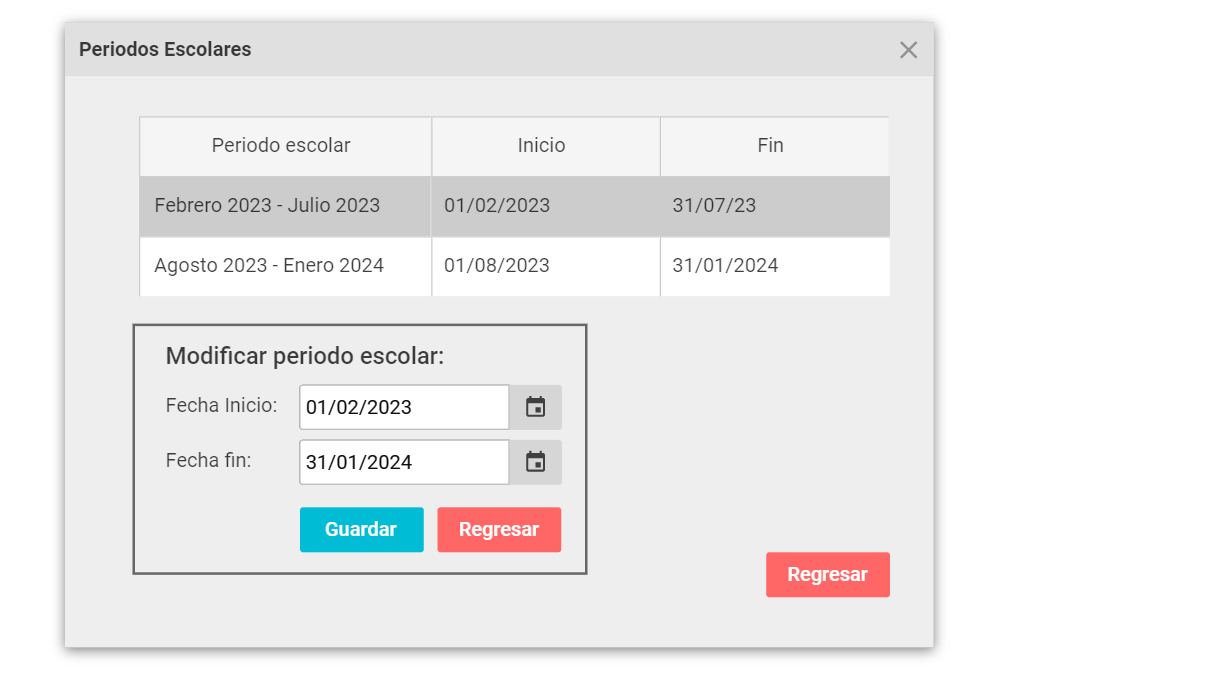 Periodos Escolares
Periodo escolar Inicio Fin
Febrero 2023 - Julio 2023 01/02/2023 31/07/23
Agosto 2023 - Enero 2024 01/08/2023 31/01/2024
Modificar periodo escolar:
Fecha Inicio: 01/02/2023
Fecha fin: 31/01/2024
Guardar Regresar
Regresar